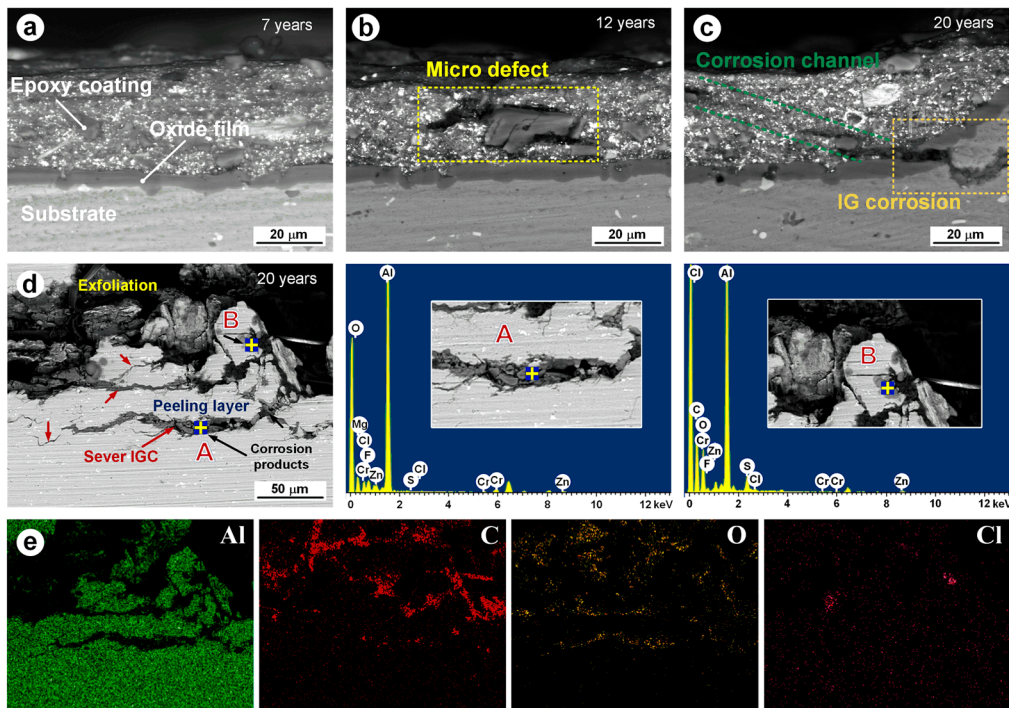 a
7 years
Epoxy coating
Oxide film
Substrate
20 μm
b
12 years
Micro defect
20 μm
c
20 years
Corrosion channel
IG corrosion
20 μm
d
20 years
Exfoliation
B
Peeling layer
A
Sever IGC
Corrosion
products
50 μm
Al
O
A
Mg
Cl
F
Cr
Zn
S
Cl
Cr
Cr
Zn
0 2 4 6 8 10 12 keV
Cl
Al
B
C
O
Cr
Zn
F
S
Cl
Cr
Cr
Zn
0 2 4 6 8 10 12 keV
e
Al
C
O
Cl